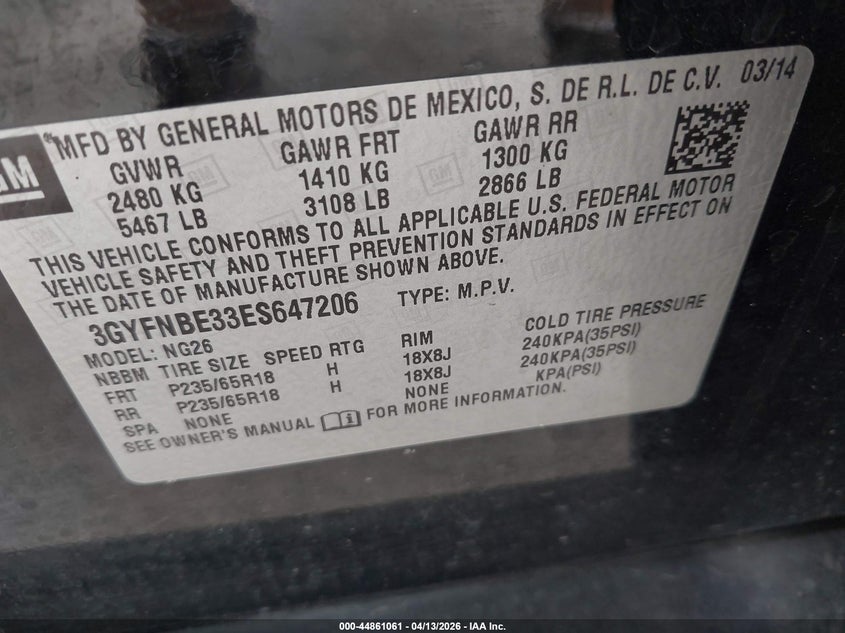 GM
MFD BY GENERAL MOTORS DE MEXICO, S. DE R.L. DE C.V. 03/14
GVWR GAWR FRT GAWR RR
2480 KG 1410 KG 1300 KG
5467 LB 3108 LB 2866 LB
THIS VEHICLE CONFORMS TO ALL APPLICABLE U.S. FEDERAL MOTOR
VEHICLE SAFETY AND THEFT PREVENTION STANDARDS IN EFFECT ON
THE DATE OF MANUFACTURE SHOWN ABOVE.
3GYFNBE33ES647206 TYPE: M.P.V.
MODEL: NG26
NBBM TIRE SIZE SPEED RTG RIM COLD TIRE PRESSURE
FRT P235/65R18 H 18X8J 240KPA(35PSI)
RR P235/65R18 H 18X8J 240KPA(35PSI)
SPA NONE NONE KPA(PSI)
SEE OWNER'S MANUAL FOR MORE INFORMATION.
000-44861061 - 04/13/2026 - IAA Inc.